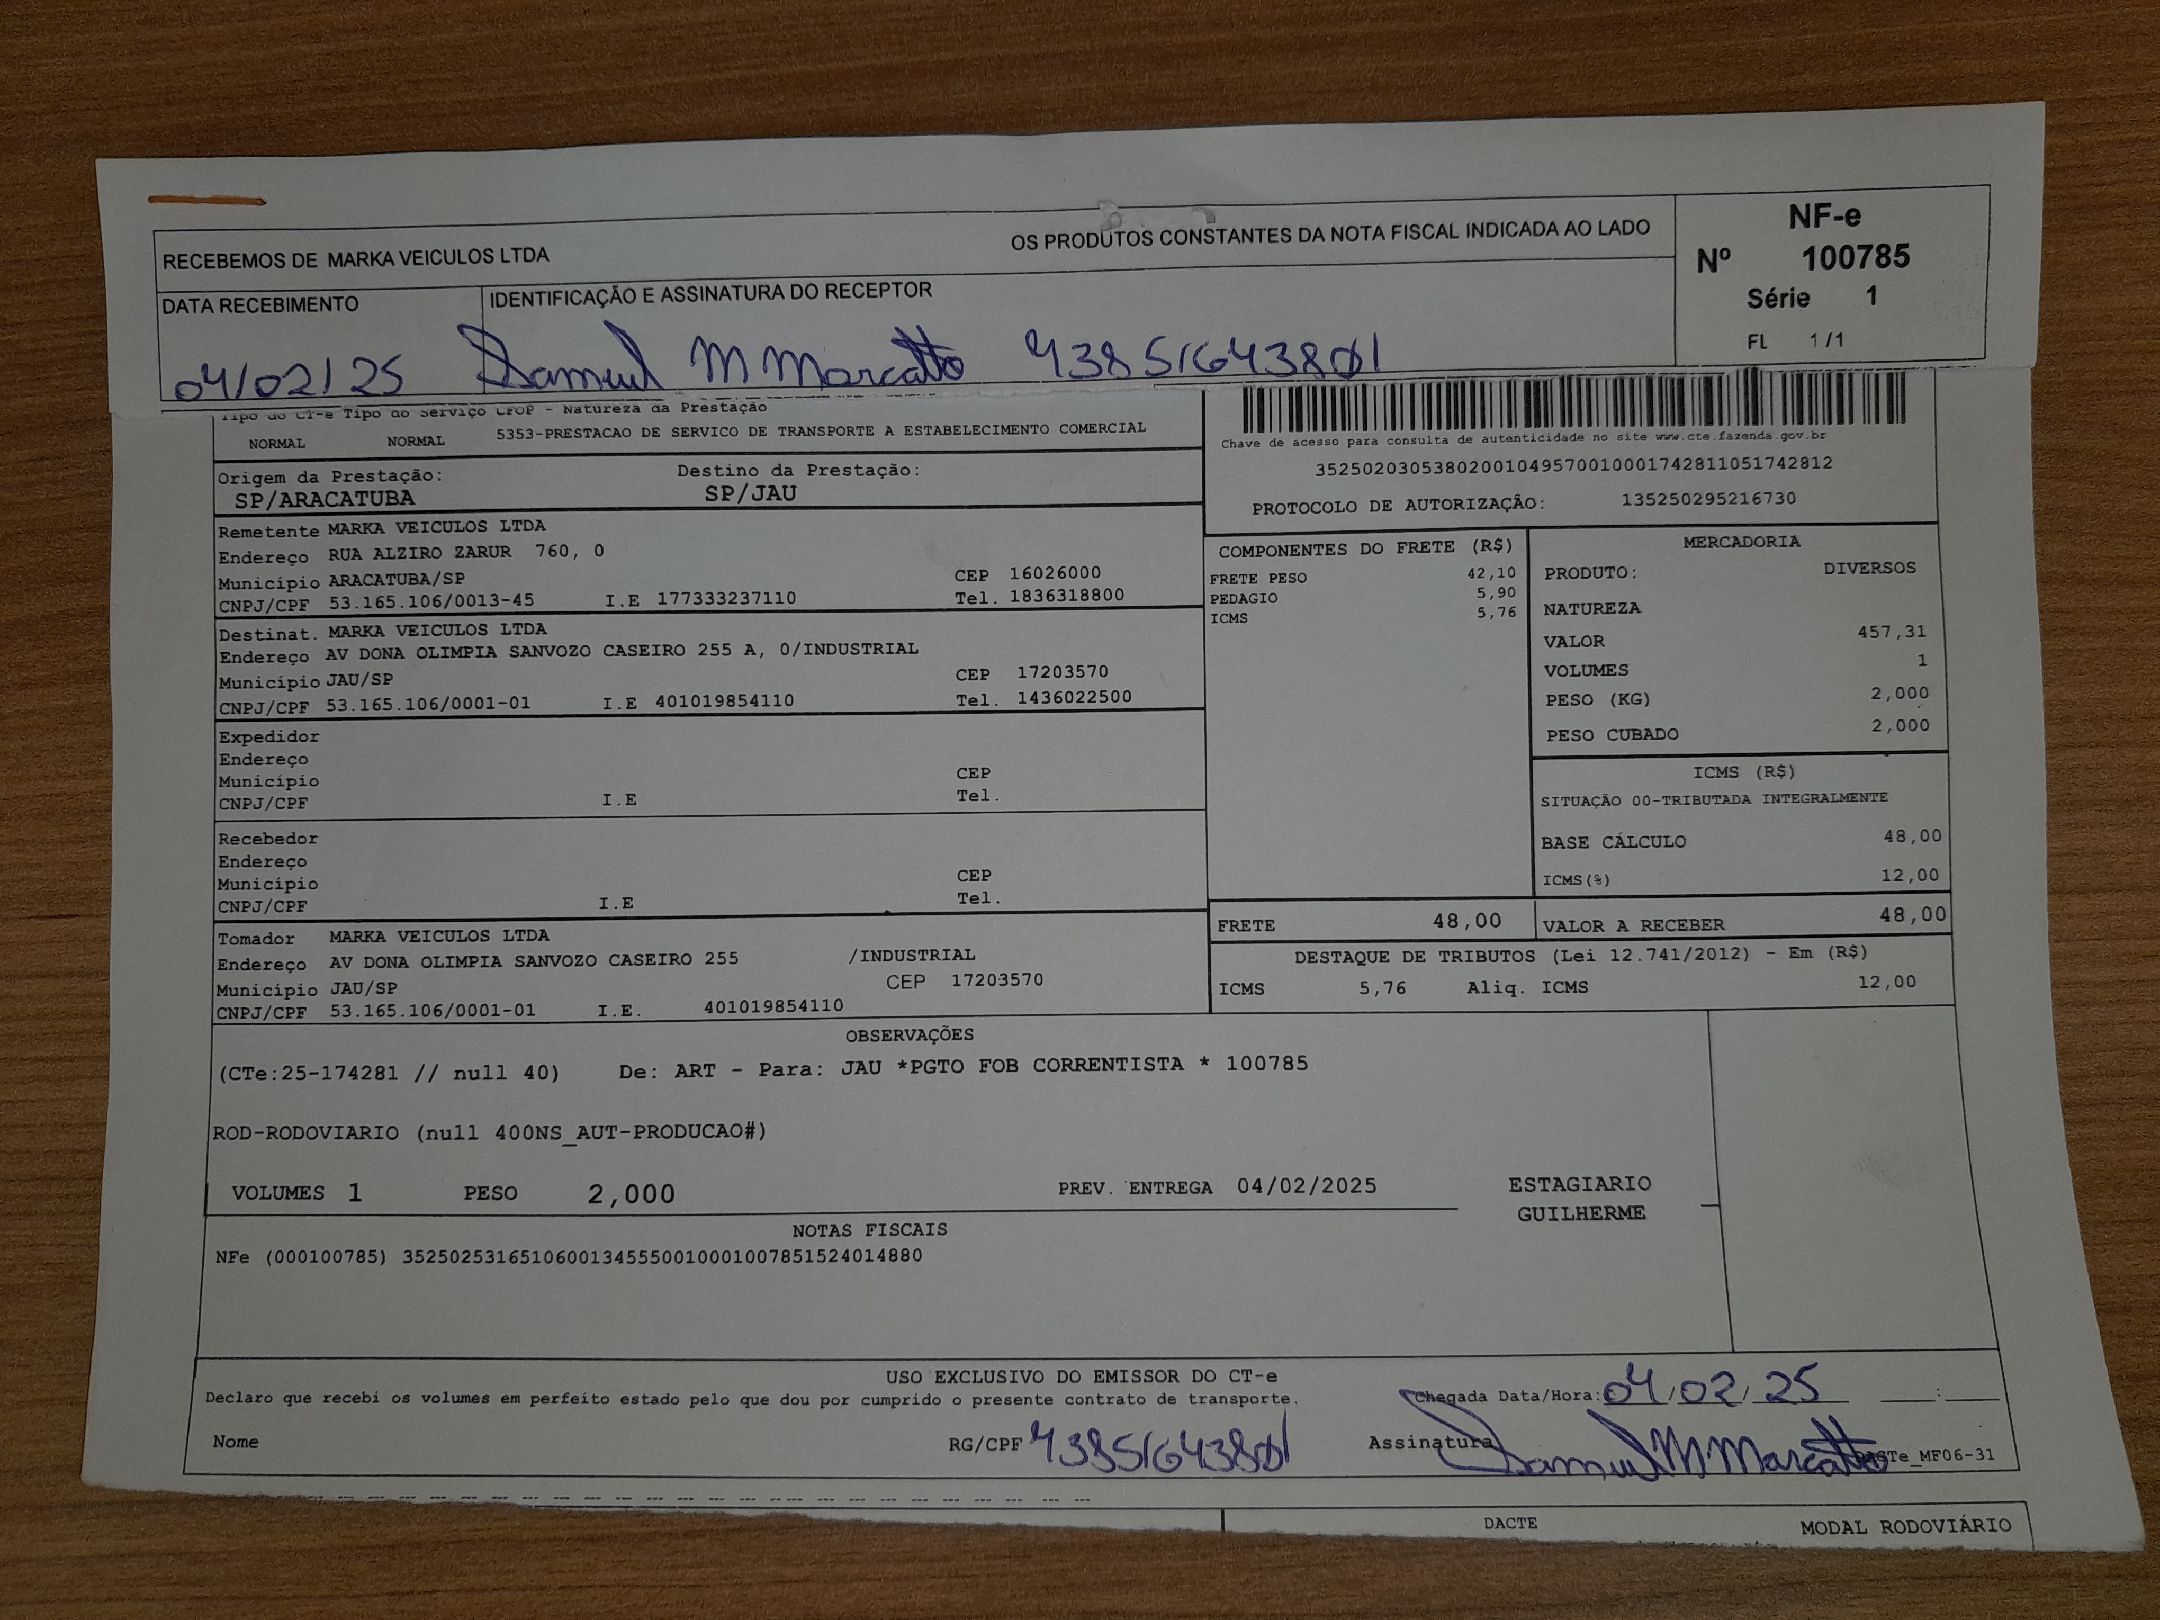 RECEBEMOS DE MARKA VEICULOS LTDA OS PRODUTOS CONSTANTES DA NOTA FISCAL INDICADA AO LADO
NF-e
Nº 100785
Série 1
FL 1/1
DATA RECEBIMENTO IDENTIFICAÇÃO E ASSINATURA DO RECEPTOR
04/02/25 Samuel M Marcatto 43851643801
Tipo do CT-e Tipo do Serviço CFOP - Natureza da Prestação
NORMAL NORMAL 5353-PRESTACAO DE SERVICO DE TRANSPORTE A ESTABELECIMENTO COMERCIAL
Chave de acesso para consulta de autenticidade no site www.cte.fazenda.gov.br
35250203053802001049570010001742811051742812
PROTOCOLO DE AUTORIZAÇÃO: 135250295216730
Origem da Prestação: Destino da Prestação:
SP/ARACATUBA SP/JAU
Remetente MARKA VEICULOS LTDA
Endereço RUA ALZIRO ZARUR 760, 0
Município ARACATUBA/SP CEP 16026000
CNPJ/CPF 53.165.106/0013-45 I.E 177333237110 Tel. 1836318800
Destinat. MARKA VEICULOS LTDA
Endereço AV DONA OLIMPIA SANVOZO CASEIRO 255 A, 0/INDUSTRIAL
Município JAU/SP CEP 17203570
CNPJ/CPF 53.165.106/0001-01 I.E 401019854110 Tel. 1436022500
Expedidor
Endereço
Município CEP
CNPJ/CPF I.E Tel.
Recebedor
Endereço
Município CEP
CNPJ/CPF I.E Tel.
Tomador MARKA VEICULOS LTDA
Endereço AV DONA OLIMPIA SANVOZO CASEIRO 255 /INDUSTRIAL
Município JAU/SP CEP 17203570
CNPJ/CPF 53.165.106/0001-01 I.E. 401019854110
COMPONENTES DO FRETE (R$)
FRETE PESO 42,10
PEDAGIO 5,90
ICMS 5,76
MERCADORIA
PRODUTO: DIVERSOS
NATUREZA
VALOR 457,31
VOLUMES 1
PESO (KG) 2,000
PESO CUBADO 2,000
ICMS (R$)
SITUAÇÃO 00-TRIBUTADA INTEGRALMENTE
BASE CÁLCULO 48,00
ICMS(%) 12,00
FRETE 48,00 VALOR A RECEBER 48,00
DESTAQUE DE TRIBUTOS (Lei 12.741/2012) - Em (R$)
ICMS 5,76 Aliq. ICMS 12,00
OBSERVAÇÕES
(CTe:25-174281 // null 40) De: ART - Para: JAU *PGTO FOB CORRENTISTA * 100785
ROD-RODOVIARIO (null 400NS_AUT-PRODUCAO#)
VOLUMES 1 PESO 2,000 PREV. ENTREGA 04/02/2025 ESTAGIARIO
GUILHERME
NOTAS FISCAIS
NFe (000100785) 35250253165106001345550010001007851524014880
USO EXCLUSIVO DO EMISSOR DO CT-e
Declaro que recebi os volumes em perfeito estado pelo que dou por cumprido o presente contrato de transporte. Chegada Data/Hora: 04/02/25 :
Nome RG/CPF 43851643801 Assinatura Samuel M Marcatto DACTe_MF06-31
DACTE MODAL RODOVIÁRIO